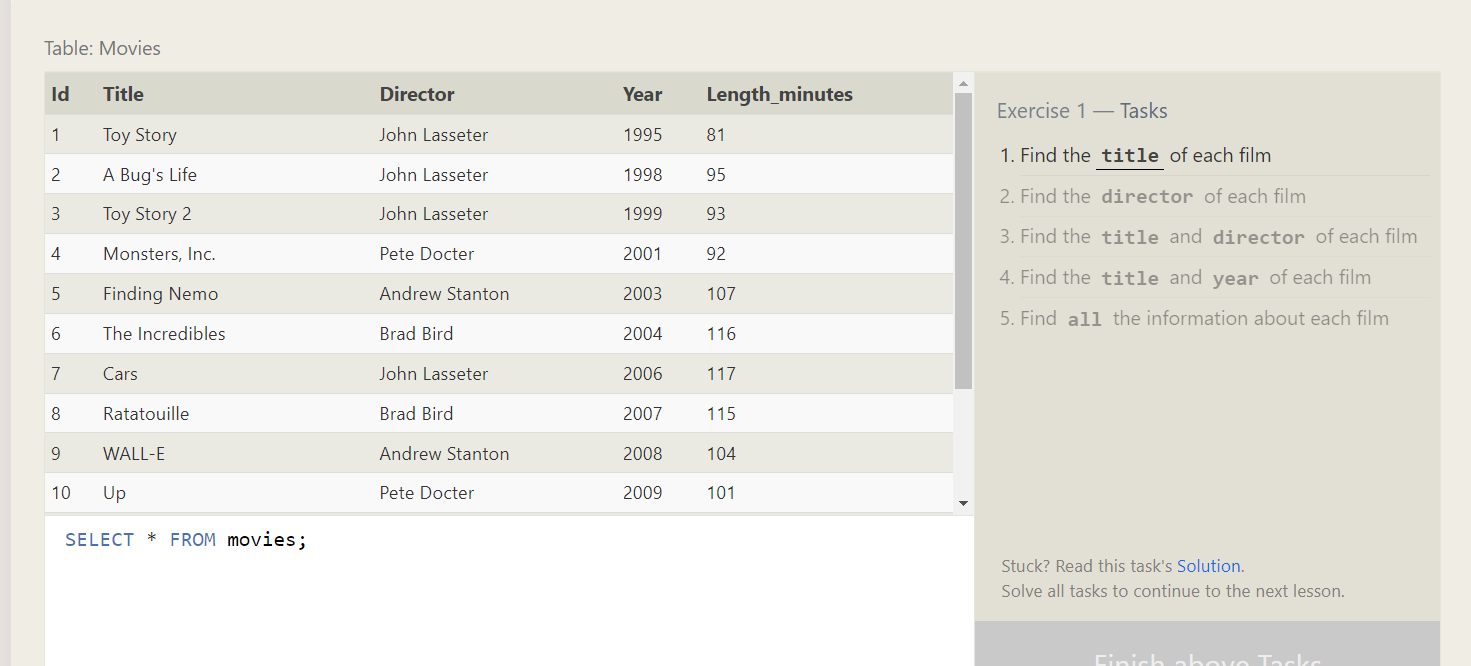 Table: Movies
Id Title Director Year Length_minutes
1 Toy Story John Lasseter 1995 81
2 A Bug's Life John Lasseter 1998 95
3 Toy Story 2 John Lasseter 1999 93
4 Monsters, Inc. Pete Docter 2001 92
5 Finding Nemo Andrew Stanton 2003 107
6 The Incredibles Brad Bird 2004 116
7 Cars John Lasseter 2006 117
8 Ratatouille Brad Bird 2007 115
9 WALL-E Andrew Stanton 2008 104
10 Up Pete Docter 2009 101
SELECT * FROM movies;
Exercise 1 — Tasks
1. Find the title of each film
2. Find the director of each film
3. Find the title and director of each film
4. Find the title and year of each film
5. Find all the information about each film
Stuck? Read this task's Solution.
Solve all tasks to continue to the next lesson.
Finish above Tasks